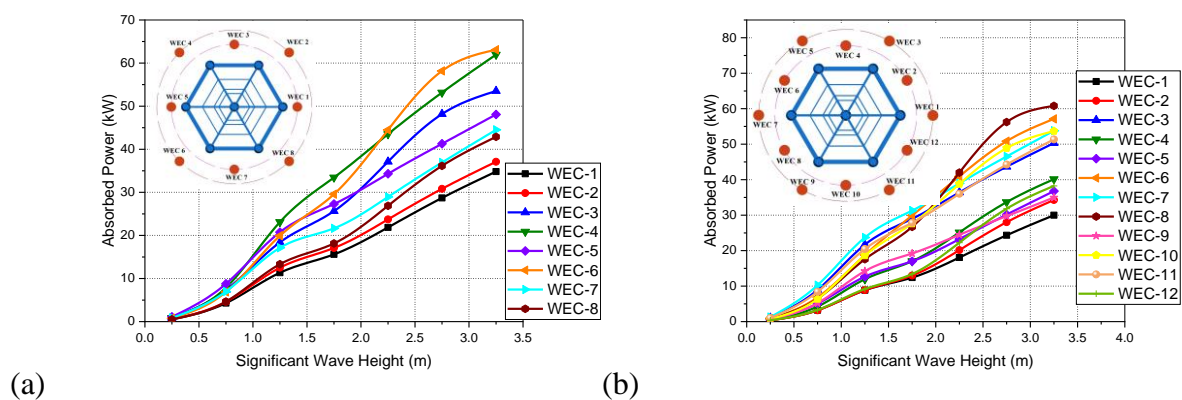 70
60
50
40
30
20
10
0
Absorbed Power (kW)
0.0 0.5 1.0 1.5 2.0 2.5 3.0 3.5
Significant Wave Height (m)
WEC 3
WEC 4
WEC 2
WEC 5
WEC 1
WEC 6
WEC 8
WEC 7
WEC-1
WEC-2
WEC-3
WEC-4
WEC-5
WEC-6
WEC-7
WEC-8
(a)
80
70
60
50
40
30
20
10
0
Absorbed Power (kW)
0.0 0.5 1.0 1.5 2.0 2.5 3.0 3.5 4.0
Significant Wave Height (m)
WEC 5
WEC 3
WEC 4
WEC 6
WEC 2
WEC 7
WEC 1
WEC 8
WEC 12
WEC 9
WEC 11
WEC 10
WEC-1
WEC-2
WEC-3
WEC-4
WEC-5
WEC-6
WEC-7
WEC-8
WEC-9
WEC-10
WEC-11
WEC-12
(b)